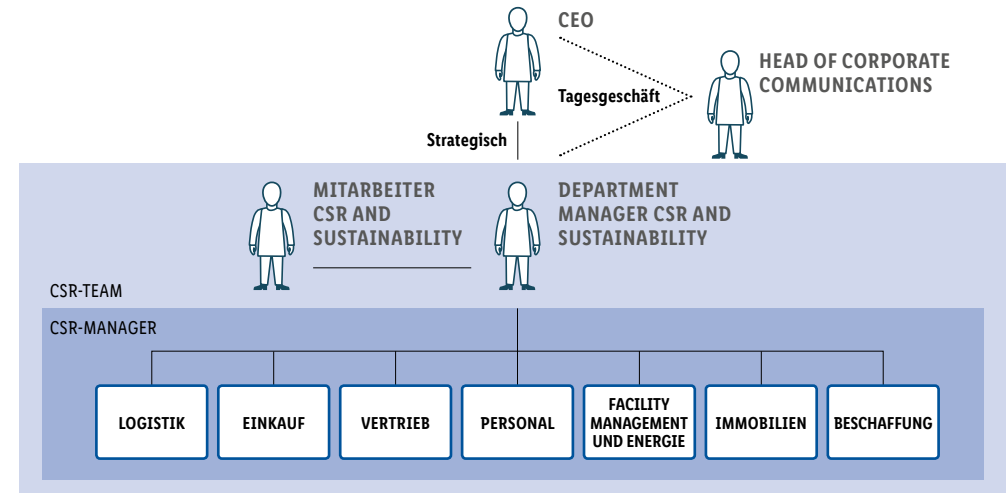 CEO
HEAD OF CORPORATE
COMMUNICATIONS
Tagesgeschäft
Strategisch
MITARBEITER
CSR AND
SUSTAINABILITY
DEPARTMENT
MANAGER CSR AND
SUSTAINABILITY
CSR-TEAM
CSR-MANAGER
LOGISTIK
EINKAUF
VERTRIEB
PERSONAL
FACILITY
MANAGEMENT
UND ENERGIE
IMMOBILIEN
BESCHAFFUNG